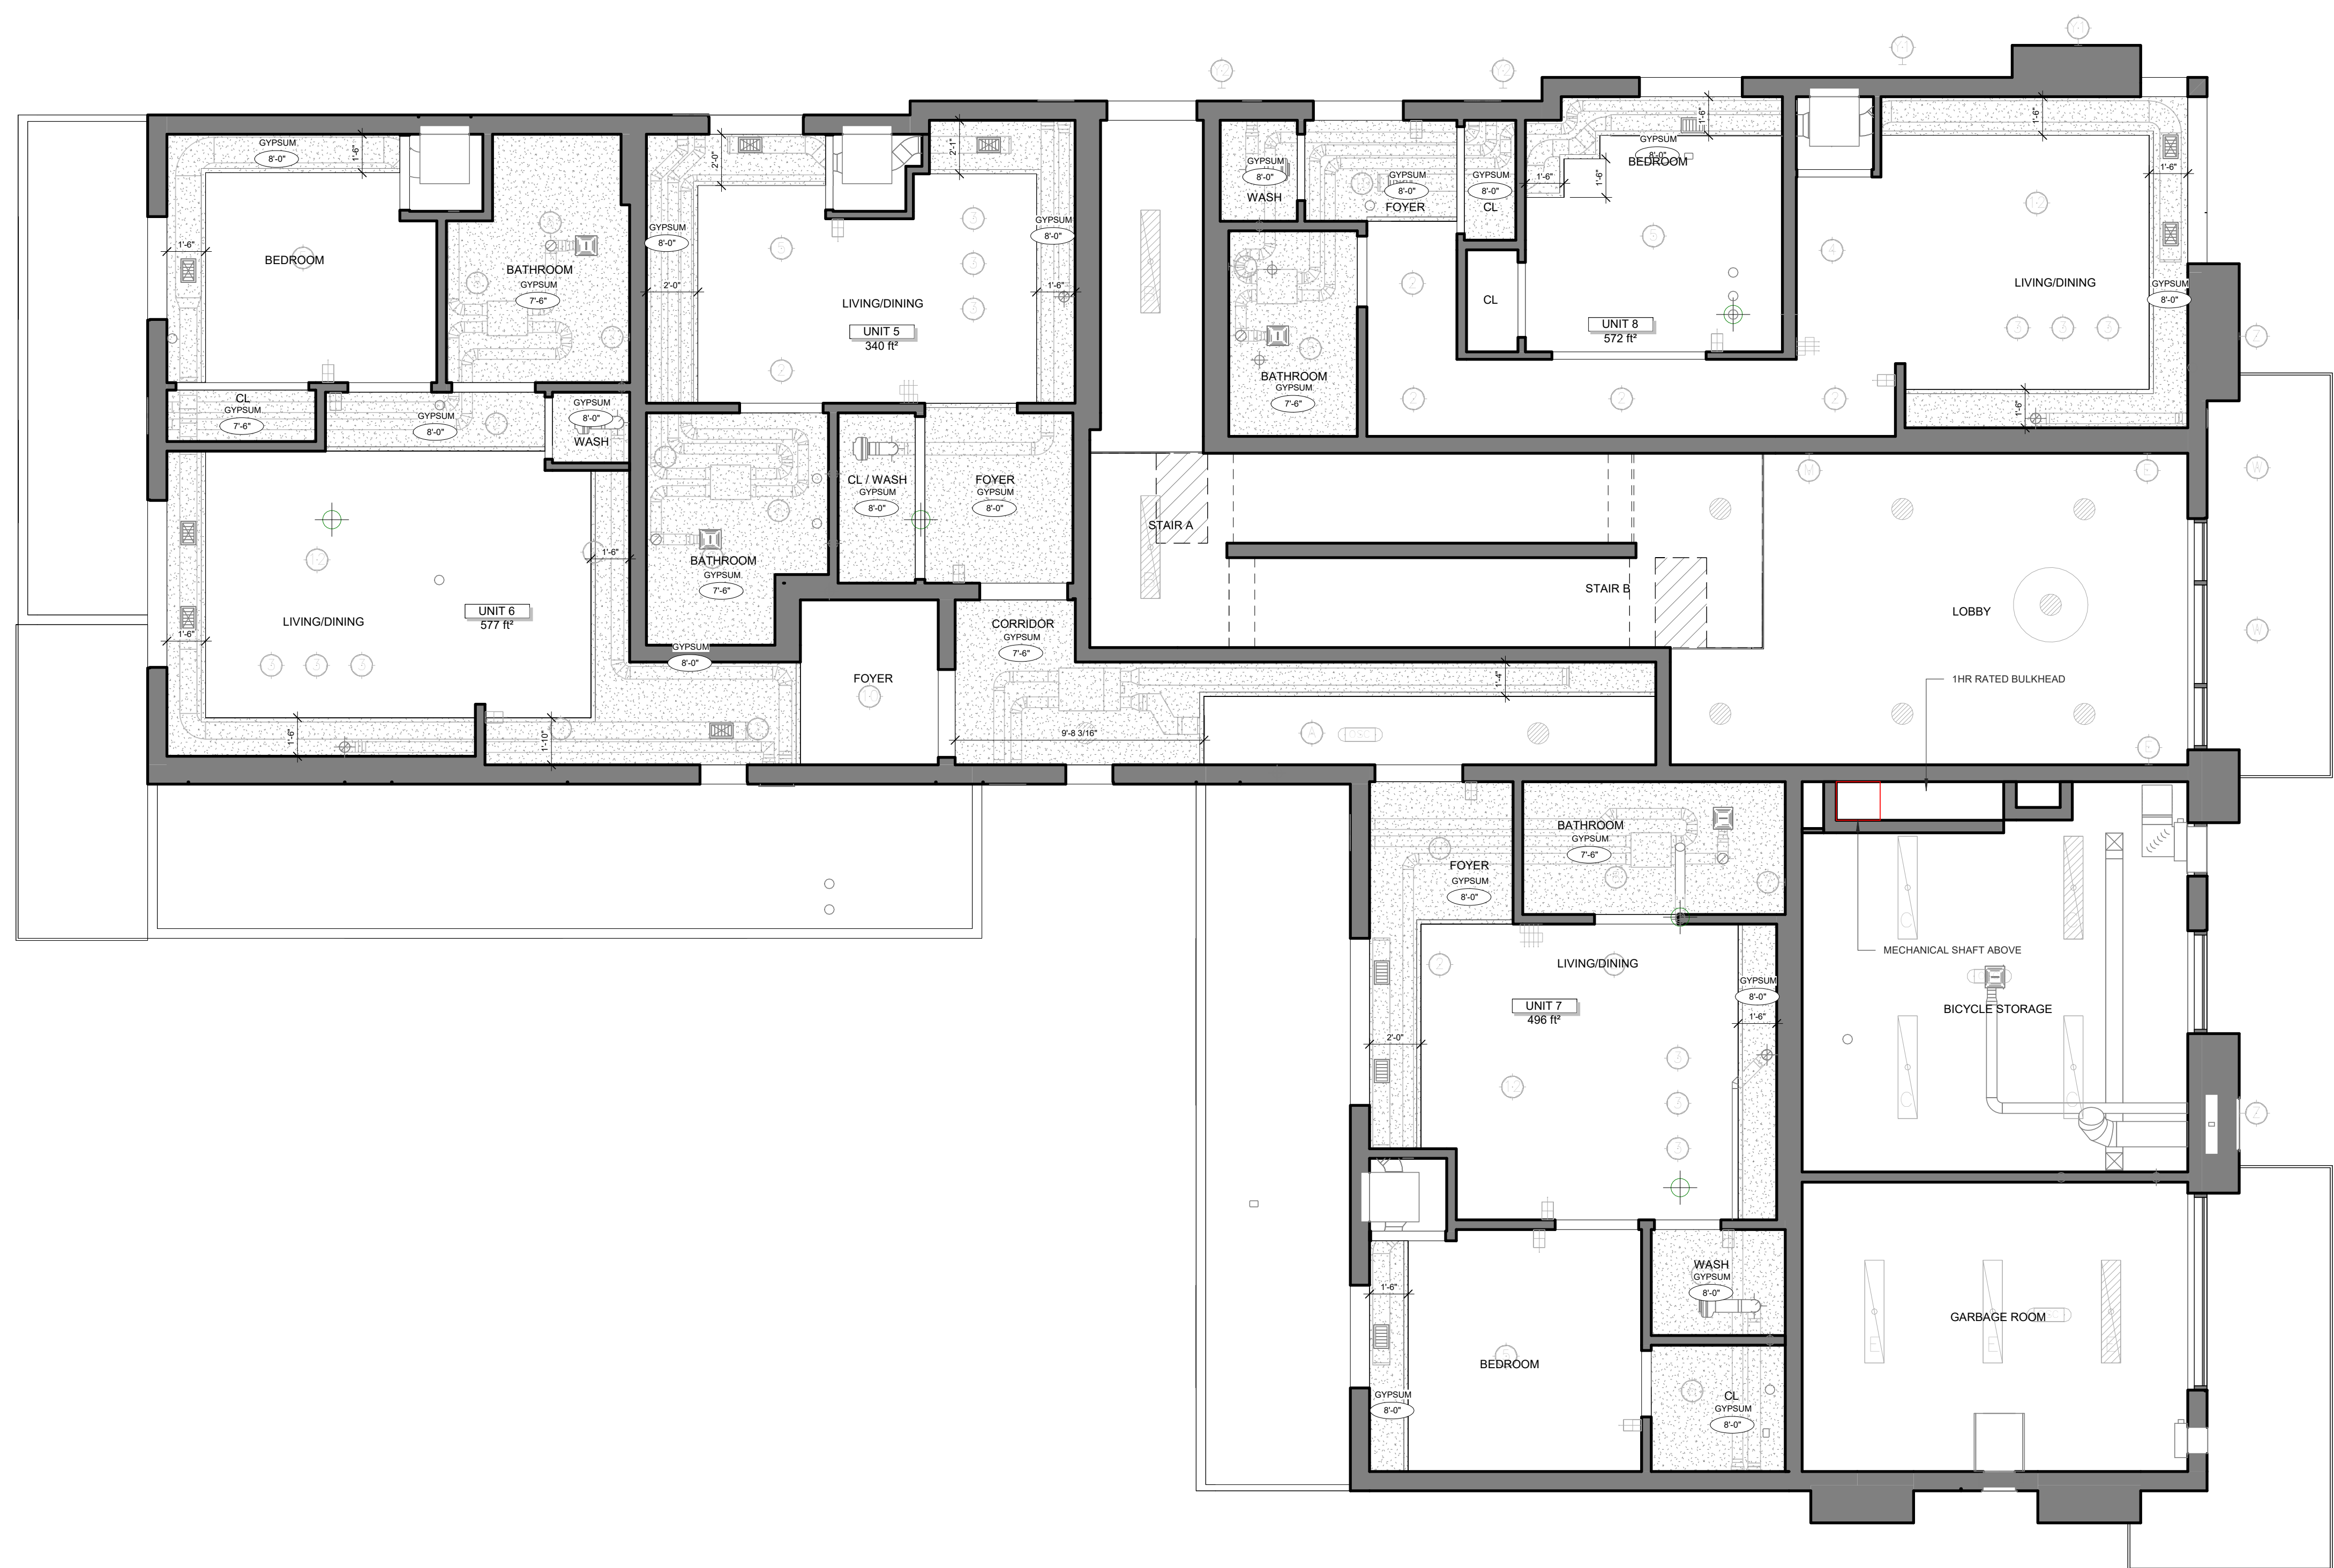 GYPSUM
8'-0"
1'-6"
1'-6"
BEDROOM
BATHROOM
GYPSUM
7'-6"
CL
GYPSUM
7'-6"
GYPSUM
8'-0"
GYPSUM
8'-0"
WASH
1'-6"
UNIT 6
577 ft²
LIVING/DINING
1'-6"
1'-6"
1'-10"
2'-0"
2'-1"
GYPSUM
8'-0"
GYPSUM
8'-0"
2'-0"
1'-6"
LIVING/DINING
UNIT 5
340 ft²
CL / WASH
GYPSUM
8'-0"
FOYER
GYPSUM
8'-0"
BATHROOM
GYPSUM
7'-6"
GYPSUM
8'-0"
FOYER
CORRIDOR
GYPSUM
7'-6"
9'-8 3/16"
1'-4"
STAIR A
STAIR B
LOBBY
GYPSUM
8'-0"
WASH
GYPSUM
8'-0"
FOYER
GYPSUM
8'-0"
CL
1'-6"
GYPSUM
8'-0"
BEDROOM
1'-6"
1'-6"
CL
UNIT 8
572 ft²
BATHROOM
GYPSUM
7'-6"
1'-6"
1'-6"
LIVING/DINING
GYPSUM
8'-0"
1'-6"
1HR RATED BULKHEAD
MECHANICAL SHAFT ABOVE
BICYCLE STORAGE
GARBAGE ROOM
BATHROOM
GYPSUM
7'-6"
FOYER
GYPSUM
8'-0"
LIVING/DINING
GYPSUM
8'-0"
1'-6"
UNIT 7
496 ft²
2'-0"
WASH
GYPSUM
8'-0"
1'-6"
BEDROOM
GYPSUM
8'-0"
CL
GYPSUM
8'-0"